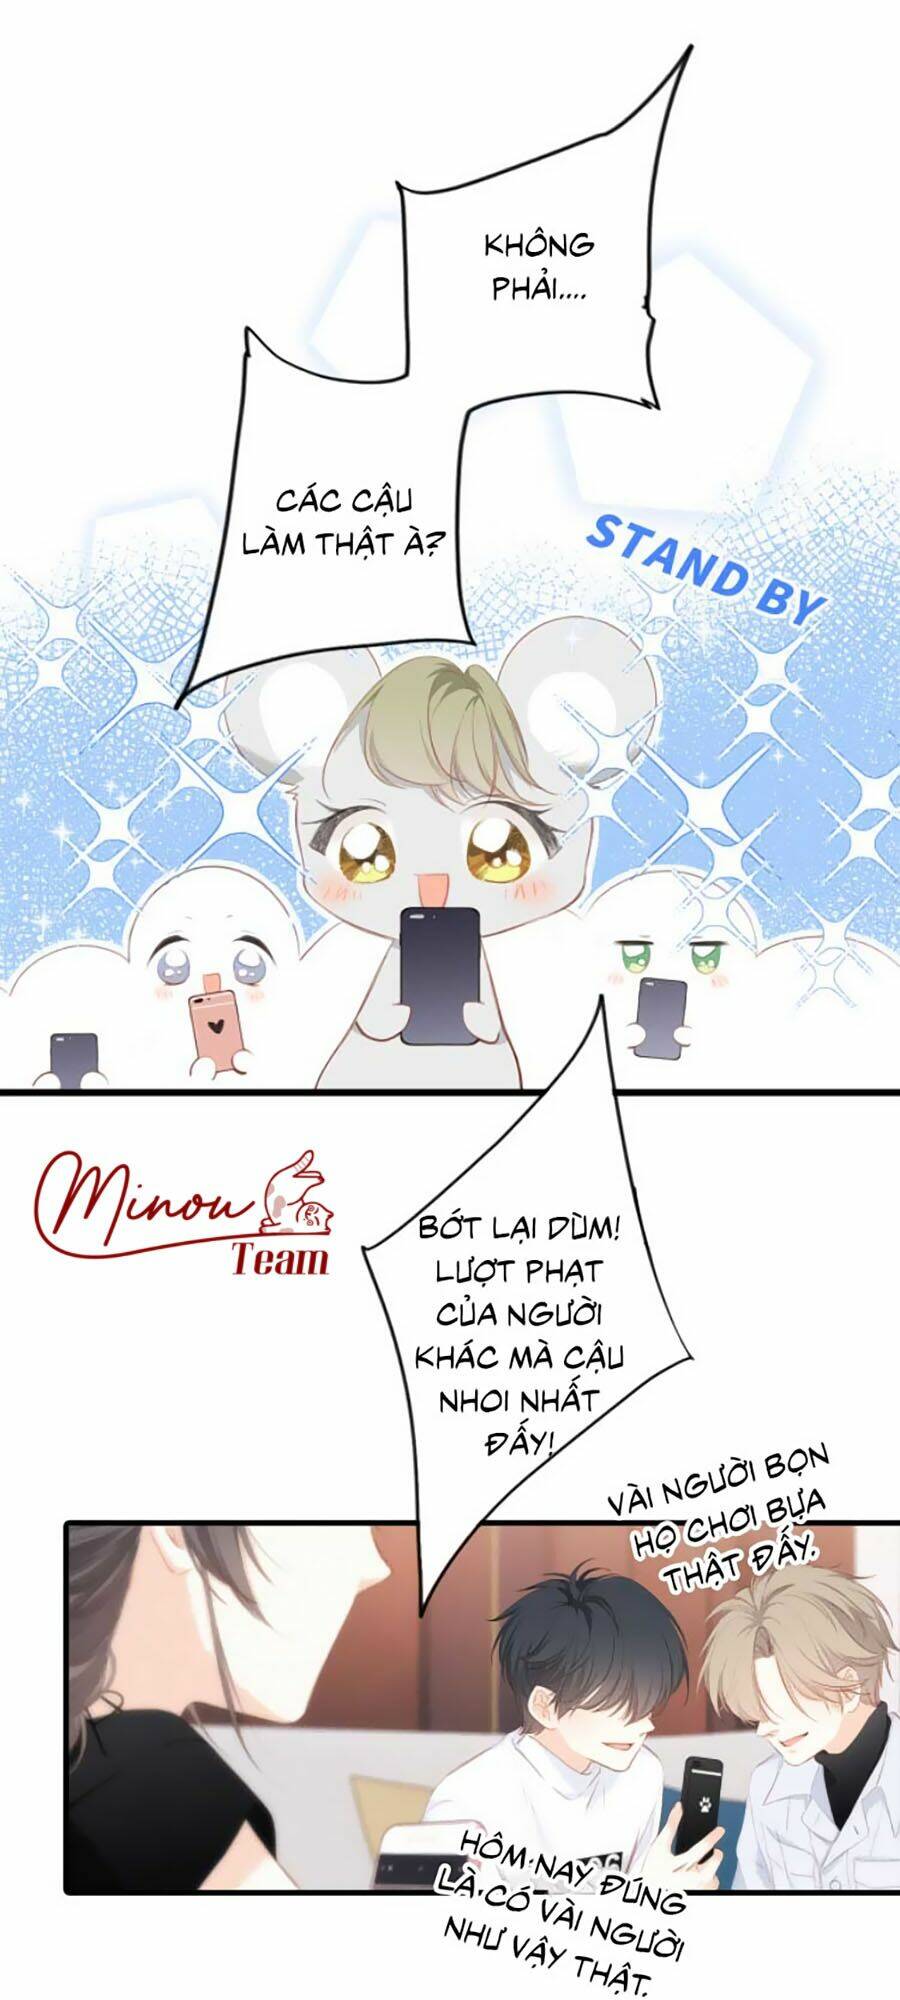 KHÔNG
PHẢI....
CÁC CẬU
LÀM THẬT À?
STAND BY
Minou
Team
BỚT LẠI DÙM!
LƯỢT PHẠT
CỦA NGƯỜI
KHÁC MÀ CẬU
NHOI NHẤT
ĐẤY!
VÀI NGƯỜI BỌN
HỌ CHƠI BỰA
THẬT ĐẤY.
HÔM NAY ĐÚNG
LÀ CÓ VÀI NGƯỜI
NHƯ VẬY THẬT.